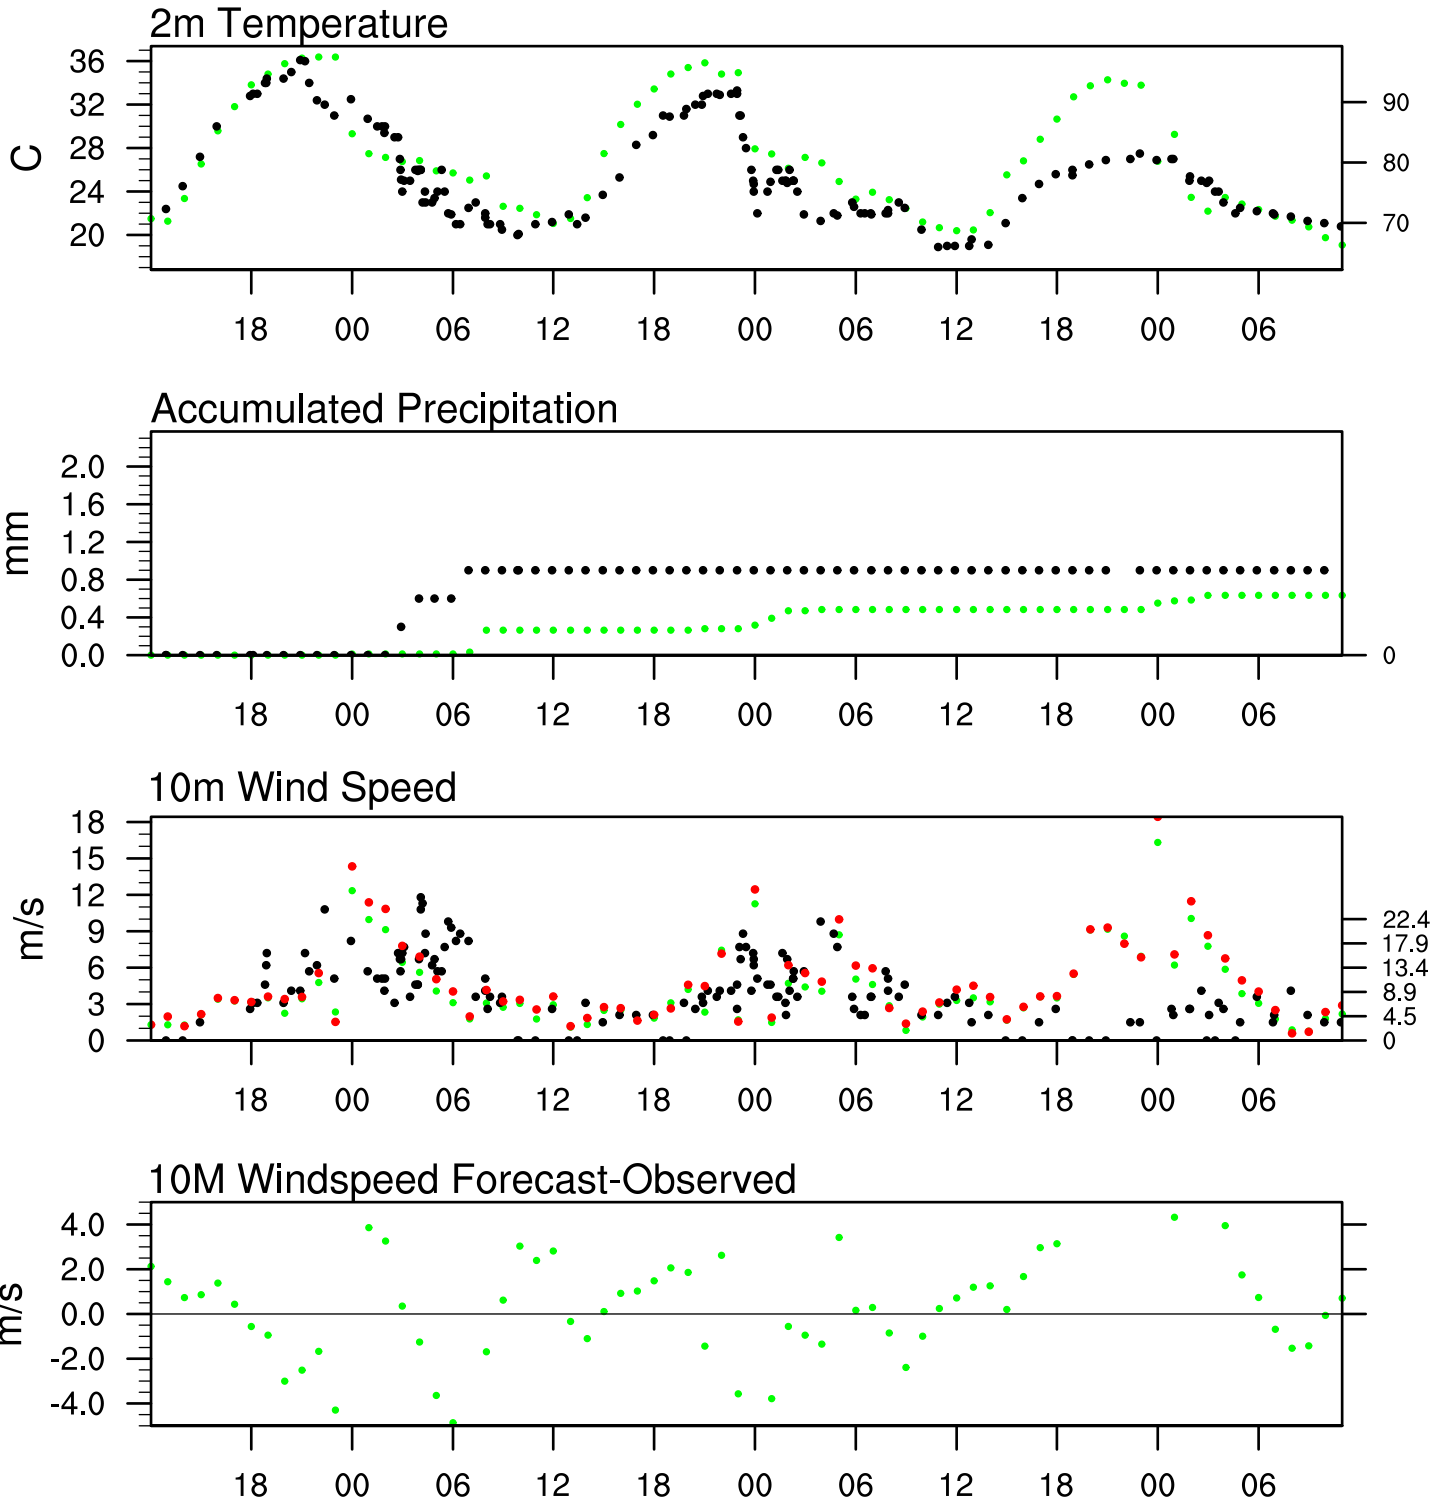 2m Temperature
36
32
28
24
20
C
90
80
70
18 00 06 12 18 00 06 12 18 00 06
Accumulated Precipitation
2.0
1.6
1.2
0.8
0.4
0.0
mm
0
18 00 06 12 18 00 06 12 18 00 06
10m Wind Speed
18
15
12
9
6
3
0
m/s
22.4
17.9
13.4
8.9
4.5
0
18 00 06 12 18 00 06 12 18 00 06
10M Windspeed Forecast-Observed
4.0
2.0
0.0
-2.0
-4.0
m/s
18 00 06 12 18 00 06 12 18 00 06